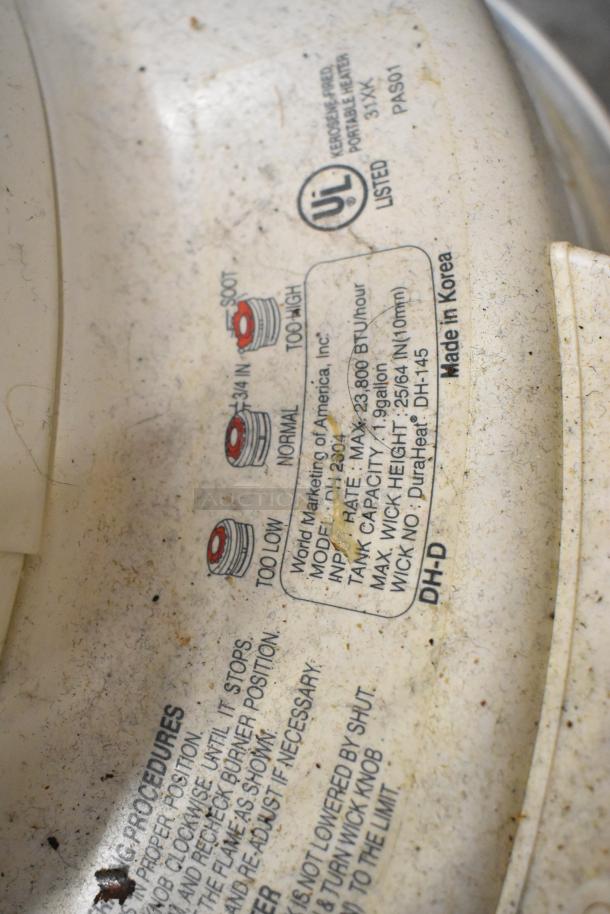 KEROSENE-FIRED
PORTABLE HEATER
31XK
PAS01
UL
®
LISTED
SOOT
3/4 IN
TOO HIGH
NORMAL
TOO LOW
World Marketing of America, Inc.
MODEL : DH 2304
RATE : MAX. 23,800 BTU/hour
TANK CAPACITY : 1.9gallon
MAX. WICK HEIGHT : 25/64 IN(10mm)
WICK NO : DuraHeat® DH-145
Made in Korea
DH-D
PROCEDURES
IN PROPER POSITION.
KNOB CLOCKWISE UNTIL IT STOPS.
AND RECHECK BURNER POSITION.
THE FLAME AS SHOWN.
AND RE-ADJUST IF NECESSARY.
IS NOT LOWERED BY SHUT
& TURN WICK KNOB
TO THE LIMIT.